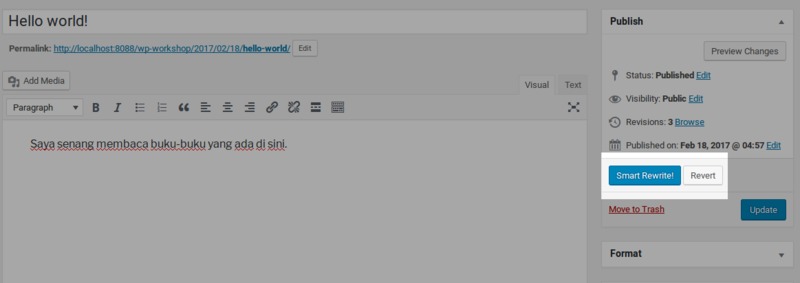 Hello world!
Permalink: http://localhost:8088/wp-workshop/2017/02/18/hello-world/ Edit
Add Media
Visual Text
Paragraph
B I
Saya senang membaca buku-buku yang ada di sini.
Publish
Preview Changes
Status: Published Edit
Visibility: Public Edit
Revisions: 3 Browse
Published on: Feb 18, 2017 @ 04:57 Edit
Smart Rewrite! Revert
Move to Trash Update
Format